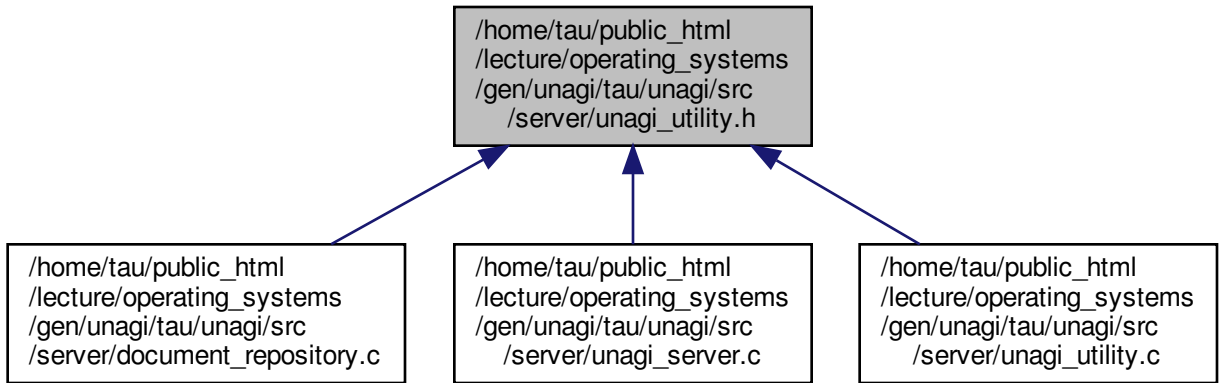 /home/tau/public_html
/lecture/operating_systems
/gen/unagi/tau/unagi/src
/server/unagi_utility.h
/home/tau/public_html
/lecture/operating_systems
/gen/unagi/tau/unagi/src
/server/document_repository.c
/home/tau/public_html
/lecture/operating_systems
/gen/unagi/tau/unagi/src
/server/unagi_server.c
/home/tau/public_html
/lecture/operating_systems
/gen/unagi/tau/unagi/src
/server/unagi_utility.c